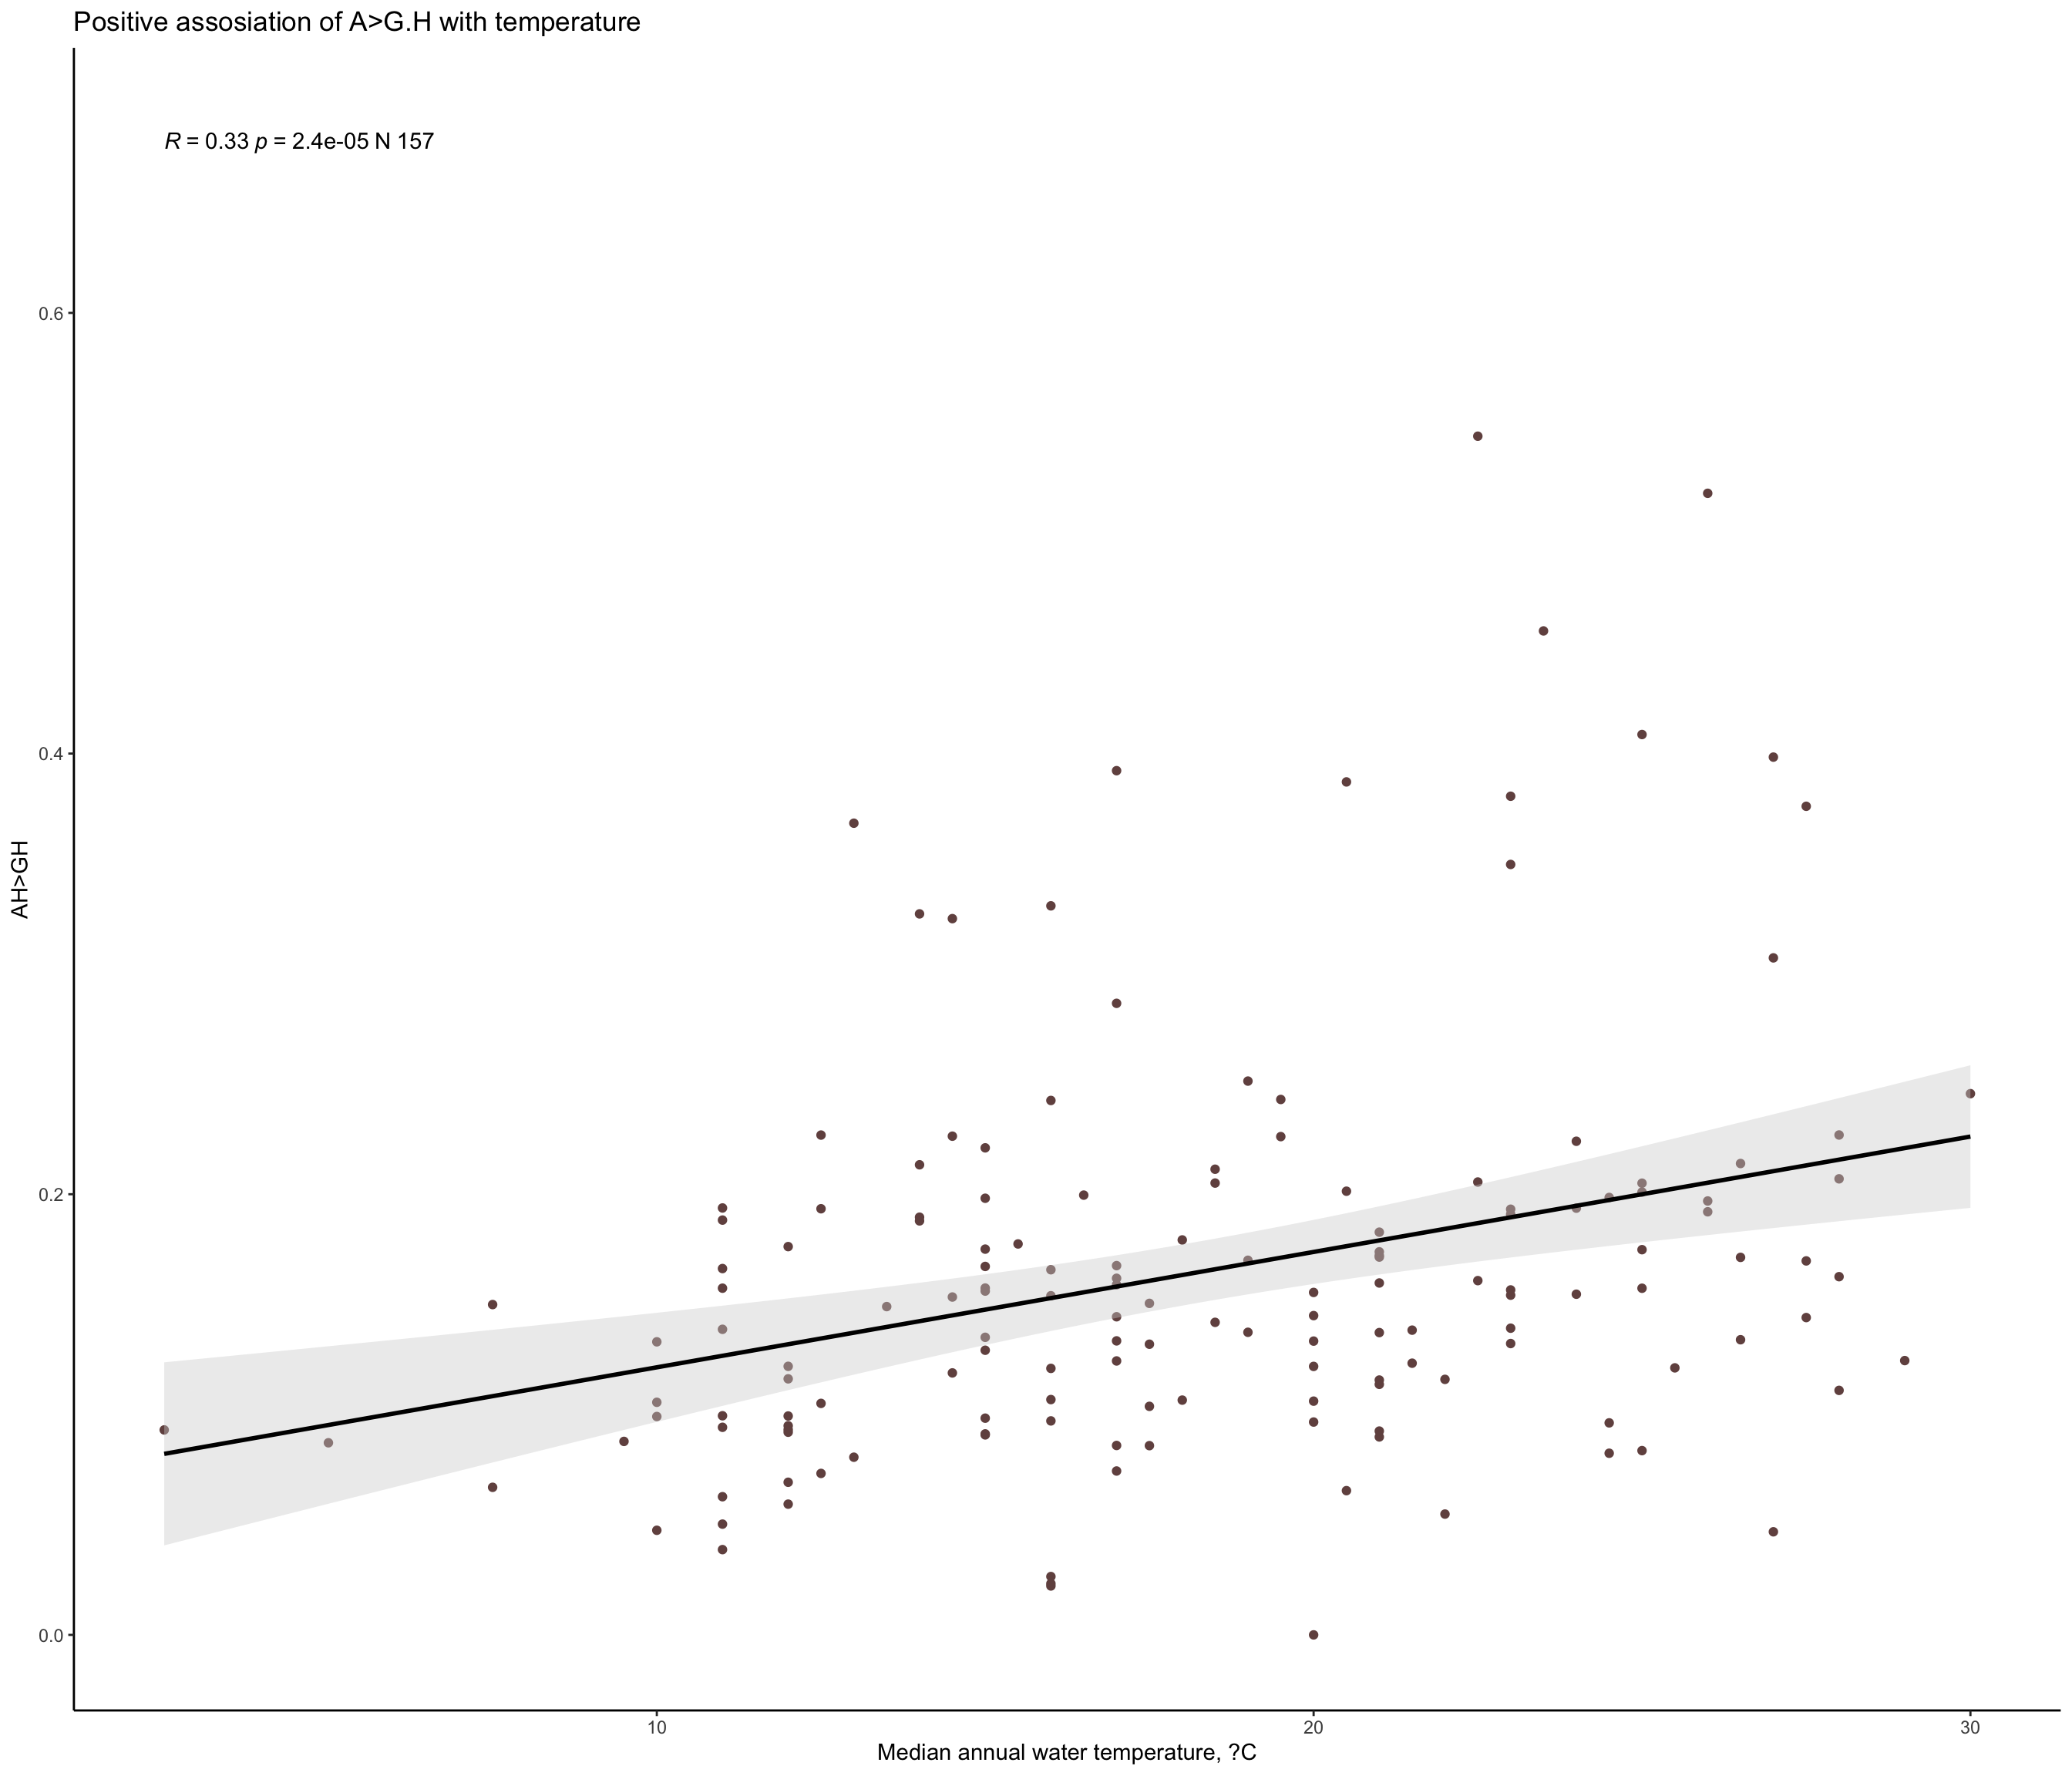 Positive assosiation of A>G.H with temperature
R = 0.33 p = 2.4e-05 N 157
0.6
0.4
0.2
0.0
AH>GH
10 20 30
Median annual water temperature, ?C